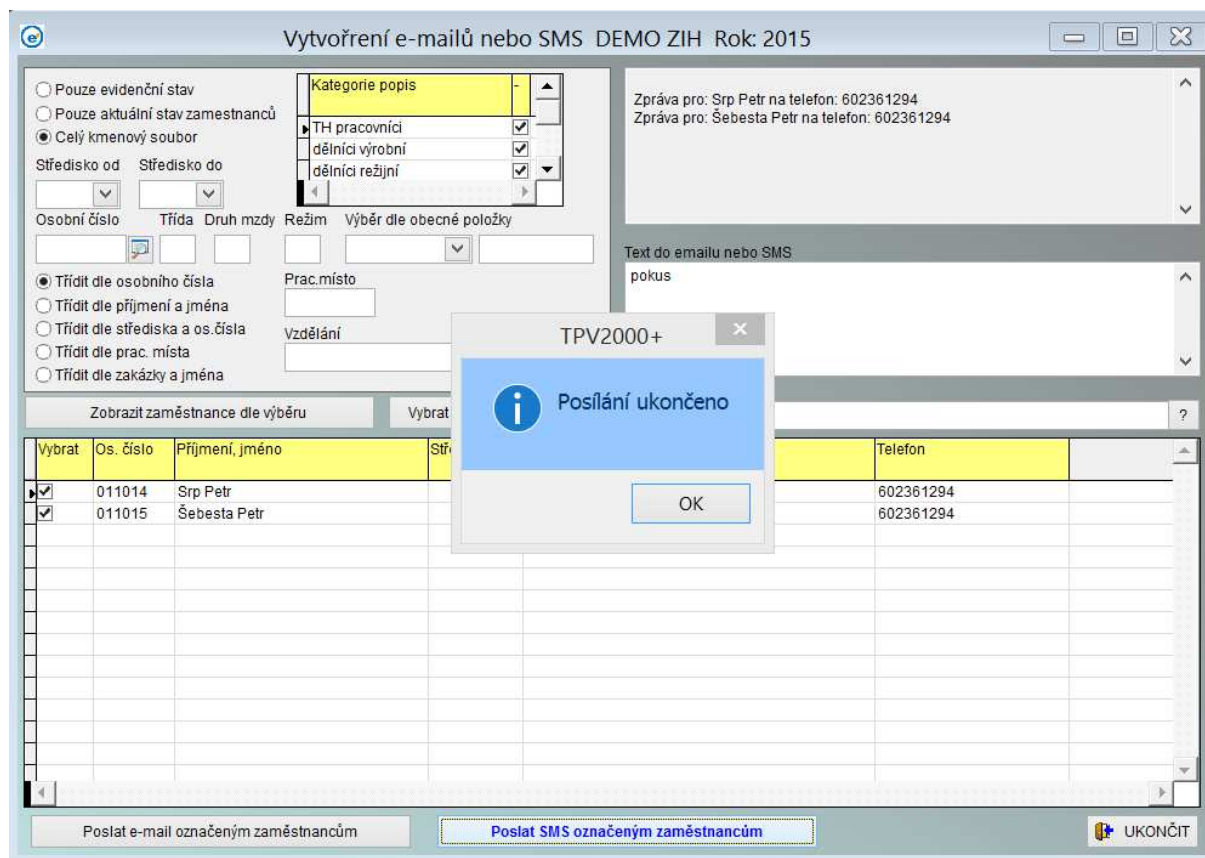 Vytvořrení e-mailů nebo SMS DEMO ZIH Rok: 2015
Pouze evidenční stav
Pouze aktuální stav zamestnanců
Celý kmenový soubor
Středisko od Středisko do
Kategorie popis -
TH pracovníci
dělníci výrobní
dělníci režijní
Osobní číslo Třída Druh mzdy Režim Výběr dle obecné položky
Třídit dle osobního čísla
Třídit dle příjmení a jména
Třídit dle střediska a os.čísla
Třídit dle prac. místa
Třídit dle zakázky a jména
Prac.místo
Vzdělání
Zpráva pro: Srp Petr na telefon: 602361294
Zpráva pro: Šebesta Petr na telefon: 602361294
Text do emailu nebo SMS
pokus
TPV2000+
Posílání ukončeno
OK
Zobrazit zaměstnance dle výběru Vybrat ?
Vybrat Os. číslo Příjmení, jméno Telefon
011014 Srp Petr 602361294
011015 Šebesta Petr 602361294
Poslat e-mail označeným zaměstnancům Poslat SMS označeným zaměstnancům UKONČIT